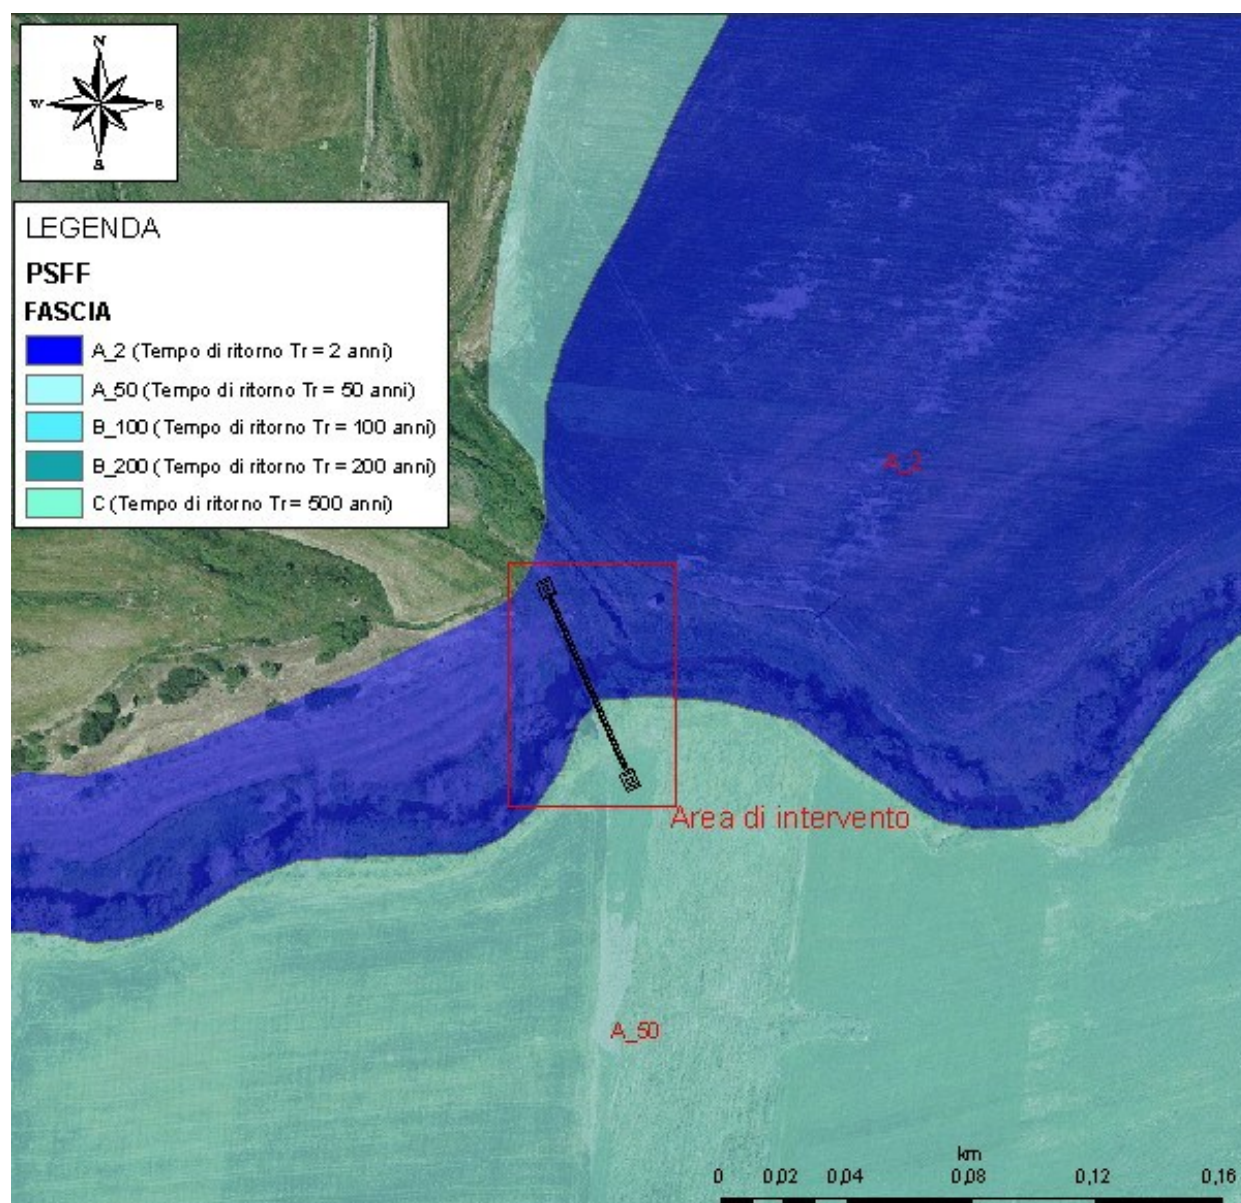 N
W E
S
LEGENDA
PSFF
FASCIA
A_2 (Tempo di ritorno Tr = 2 anni)
A_50 (Tempo di ritorno Tr = 50 anni)
B_100 (Tempo di ritorno Tr = 100 anni)
B_200 (Tempo di ritorno Tr = 200 anni)
C (Tempo di ritorno Tr = 500 anni)
A_2
Area di intervento
A_50
km
0 0,02 0,04 0,08 0,12 0,16